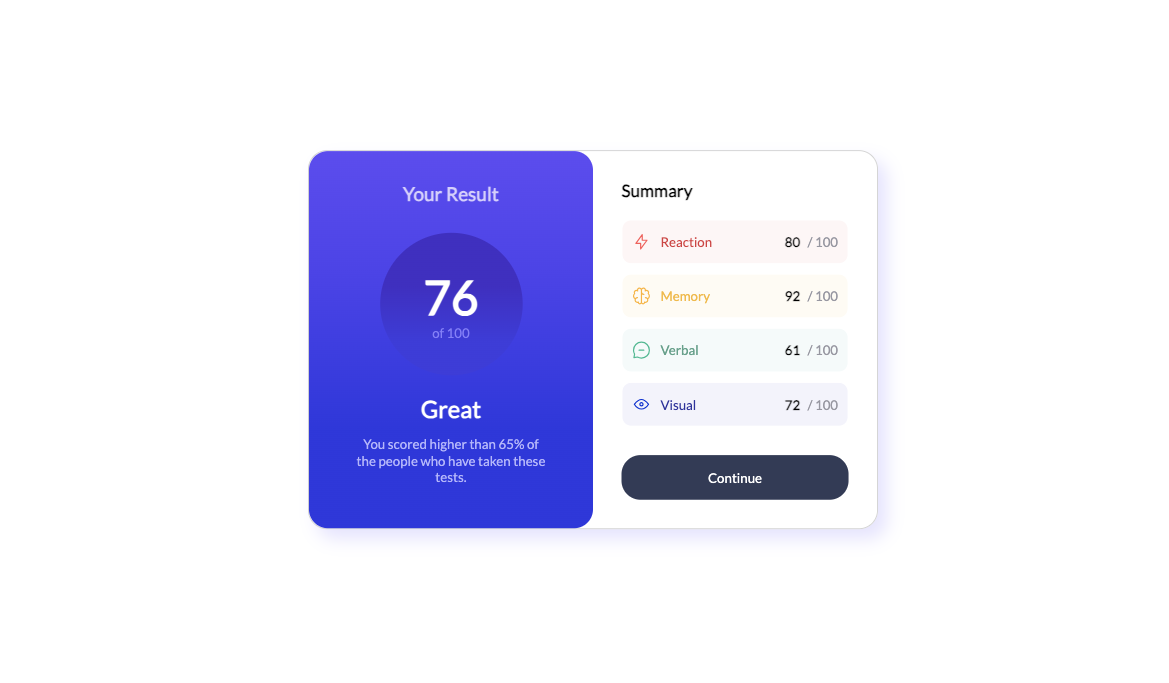 Your Result
76
of 100
Great
You scored higher than 65% of
the people who have taken these
tests.
Summary
Reaction 80 / 100
Memory 92 / 100
Verbal 61 / 100
Visual 72 / 100
Continue